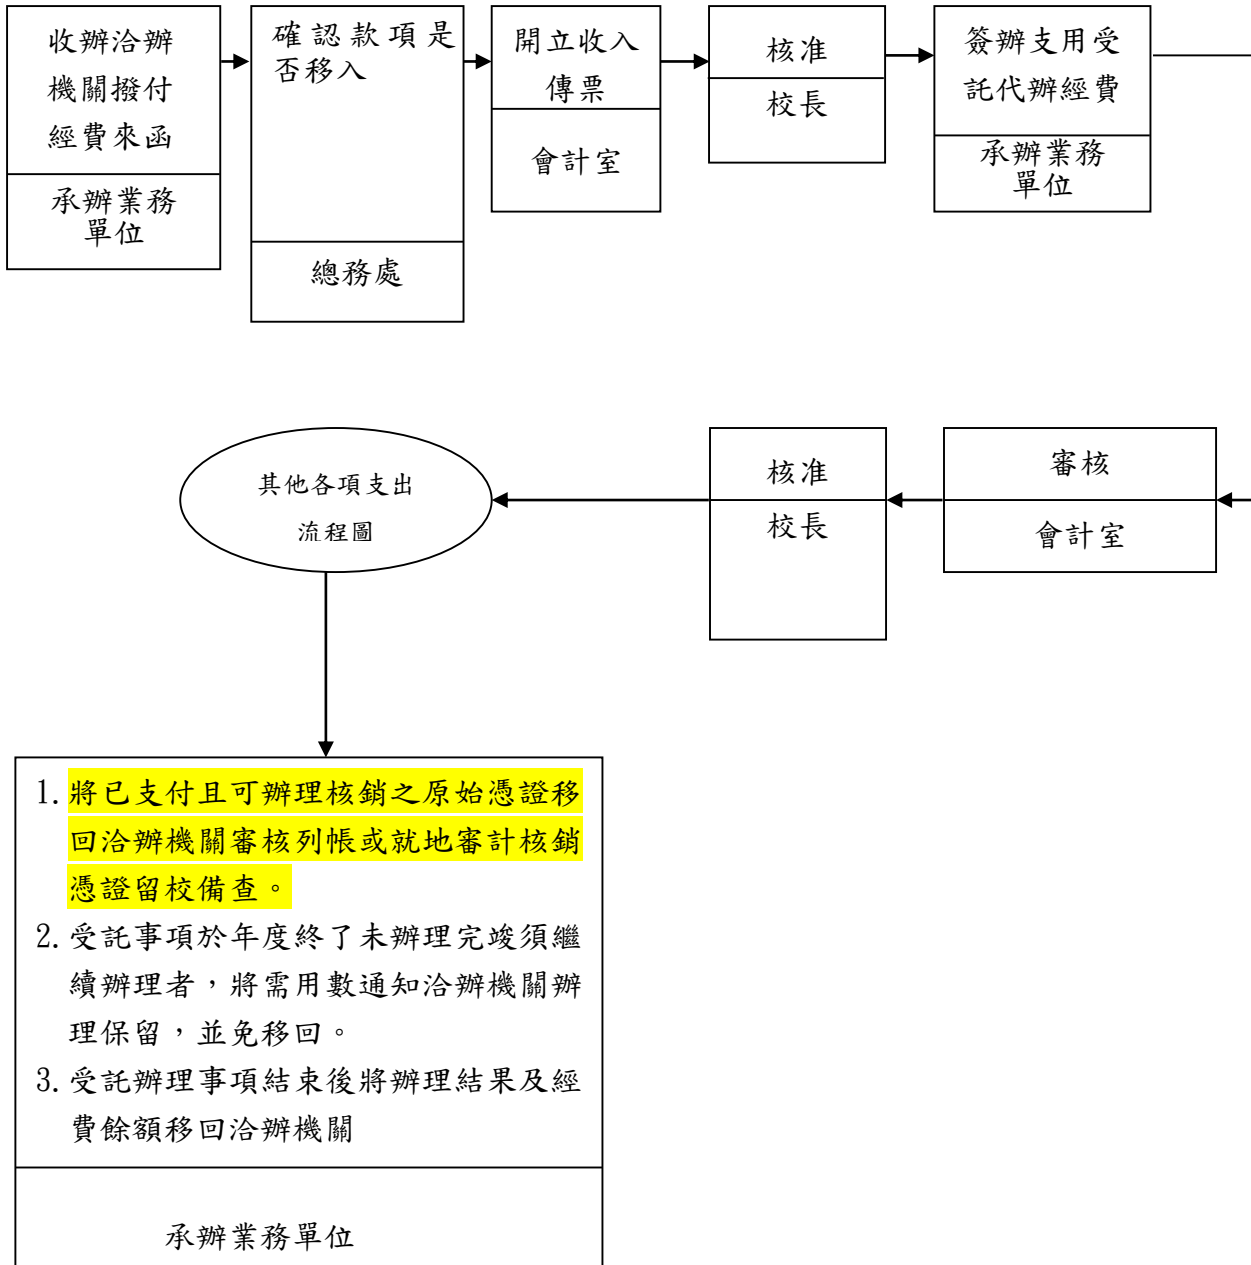 收辦洽辦
機關撥付
經費來函
承辦業務
單位
確認款項是
否移入
總務處
開立收入
傳票
會計室
核准
校長
簽辦支用受
託代辦經費
承辦業務
單位
審核
會計室
核准
校長
其他各項支出
流程圖
1. 將已支付且可辦理核銷之原始憑證移
回洽辦機關審核列帳或就地審計核銷
憑證留校備查。
2. 受託事項於年度終了未辦理完竣須繼
續辦理者，將需用數通知洽辦機關辦
理保留，並免移回。
3. 受託辦理事項結束後將辦理結果及經
費餘額移回洽辦機關
承辦業務單位